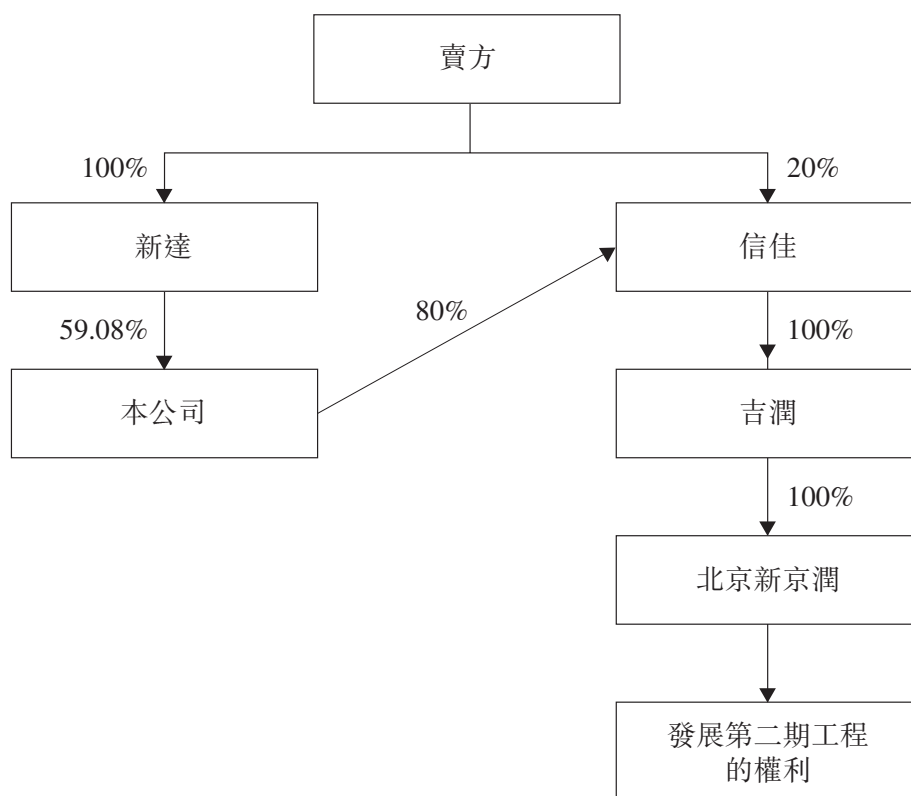 賣方
100%
20%
新達
信佳
59.08%
80%
100%
本公司
吉潤
100%
北京新京潤
發展第二期工程
的權利